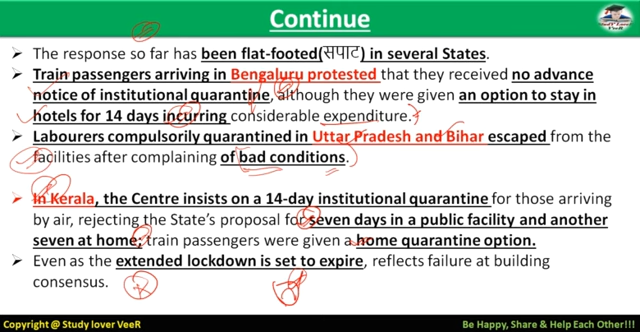 Continue
Study Lover Veer
• The response so far has been flat-footed(सपाट) in several States.
• Train passengers arriving in Bengaluru protested that they received no advance
notice of institutional quarantine, although they were given an option to stay in
hotels for 14 days incurring considerable expenditure.
• Labourers compulsorily quarantined in Uttar Pradesh and Bihar escaped from the
facilities after complaining of bad conditions.
• In Kerala, the Centre insists on a 14-day institutional quarantine for those arriving
by air, rejecting the State's proposal for seven days in a public facility and another
seven at home; train passengers were given a home quarantine option.
• Even as the extended lockdown is set to expire, reflects failure at building
consensus.
Copyright @ Study lover VeeR
Be Happy, Share & Help Each Other!!!